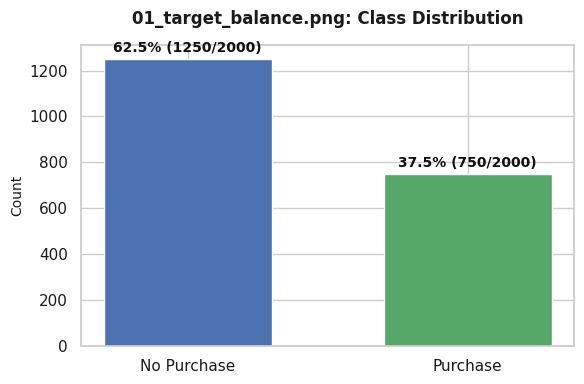 01_target_balance.png: Class Distribution
62.5% (1250/2000)
37.5% (750/2000)
Count
1200
1000
800
600
400
200
0
No Purchase
Purchase